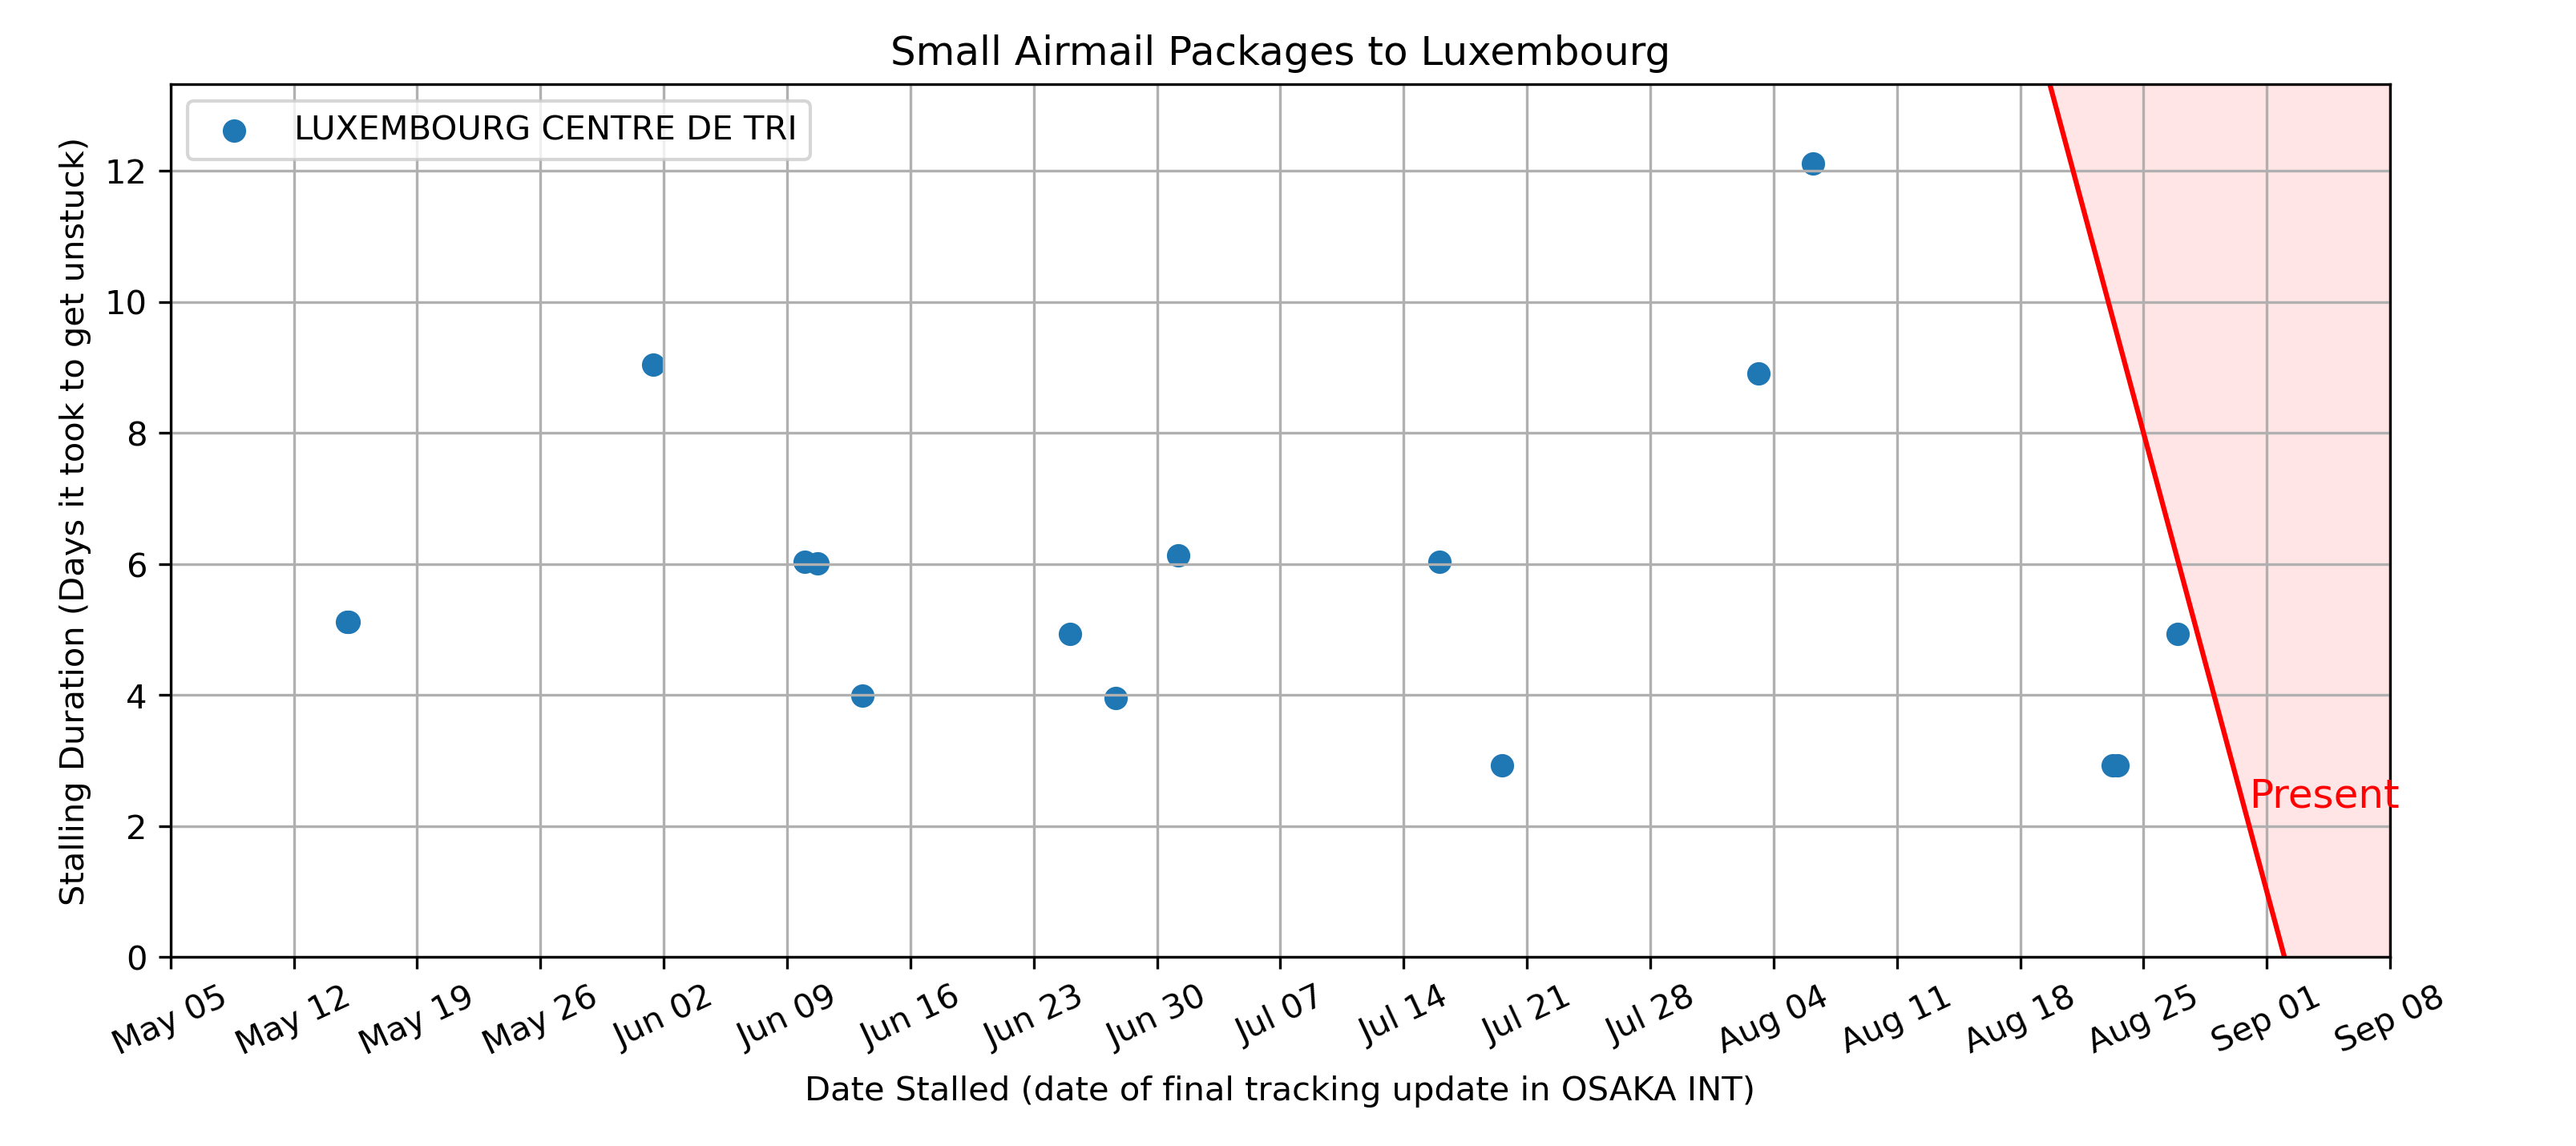 Small Airmail Packages to Luxembourg
LUXEMBOURG CENTRE DE TRI
Stalling Duration (Days it took to get unstuck)
12
10
8
6
4
2
0
Present
May 05
May 12
May 19
May 26
Jun 02
Jun 09
Jun 16
Jun 23
Jun 30
Jul 07
Jul 14
Jul 21
Jul 28
Aug 04
Aug 11
Aug 18
Aug 25
Sep 01
Sep 08
Date Stalled (date of final tracking update in OSAKA INT)